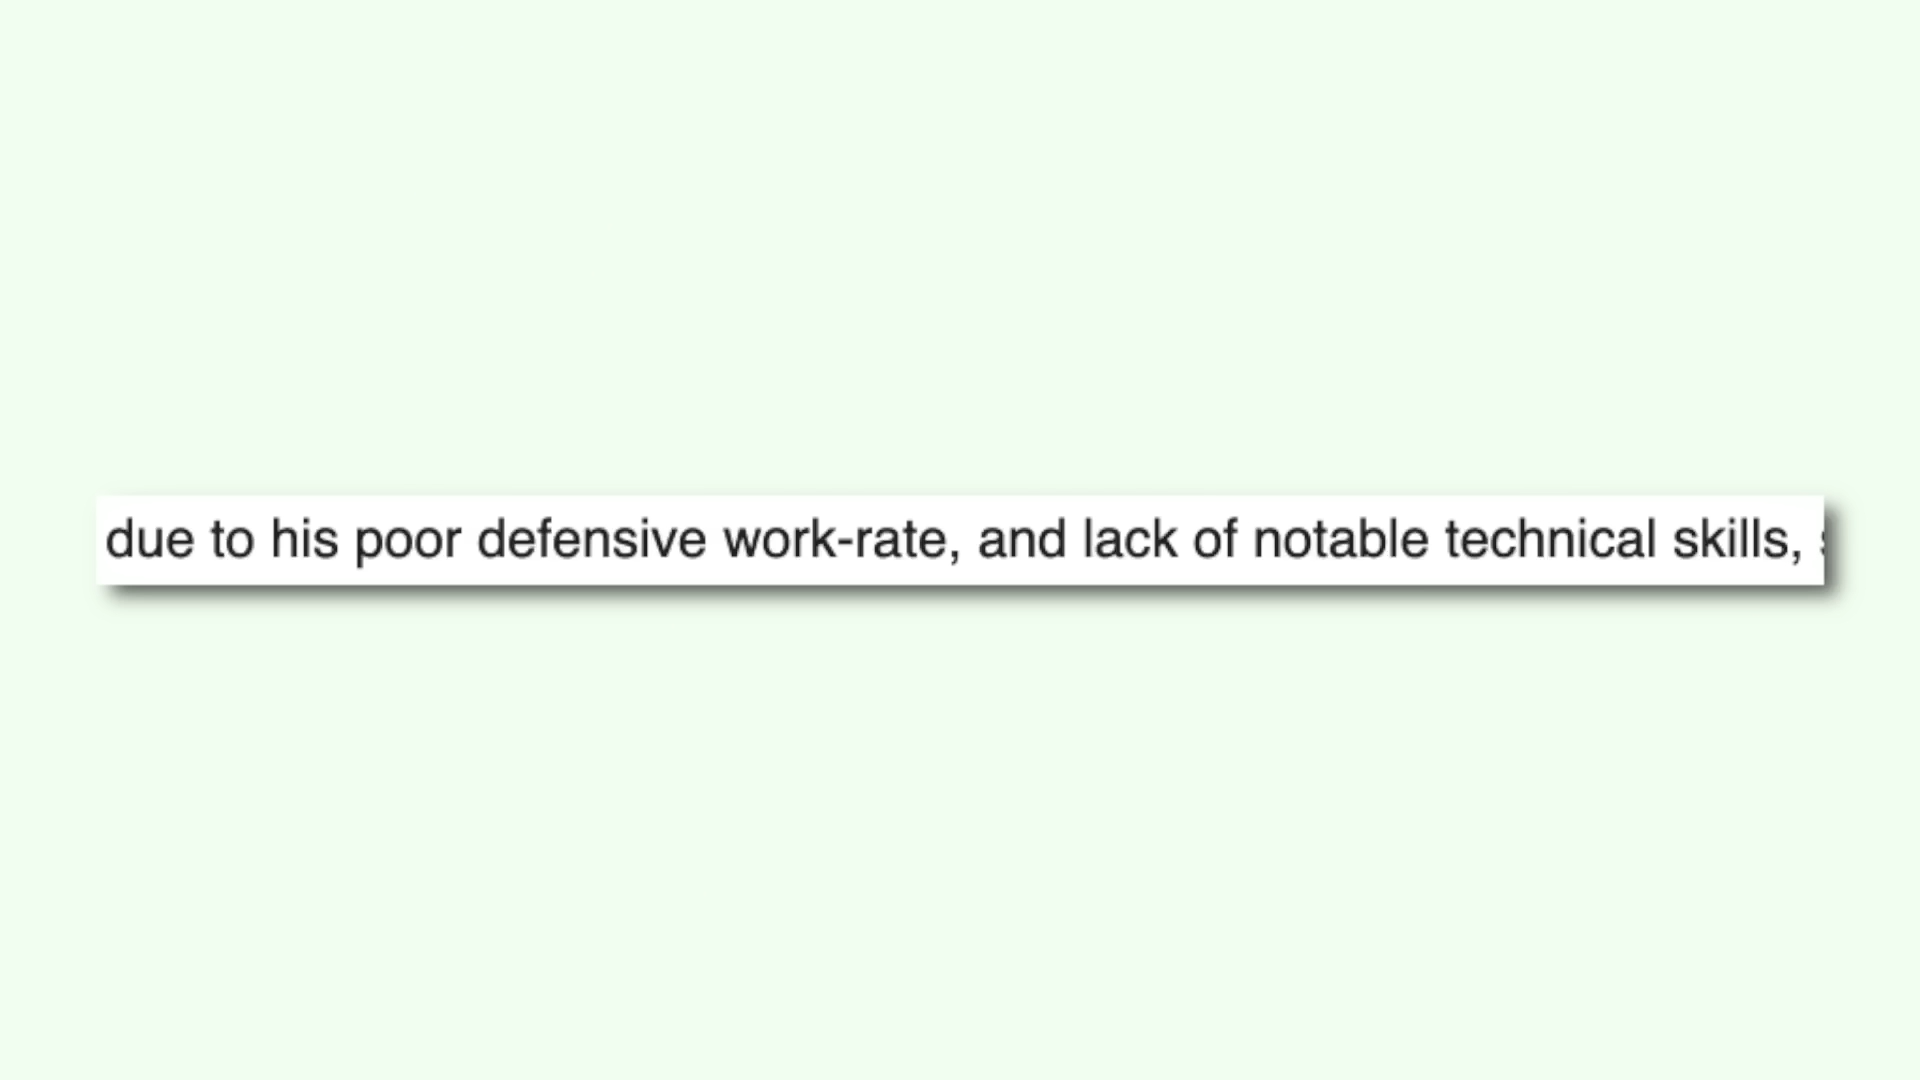 due to his poor defensive work-rate, and lack of notable technical skills,